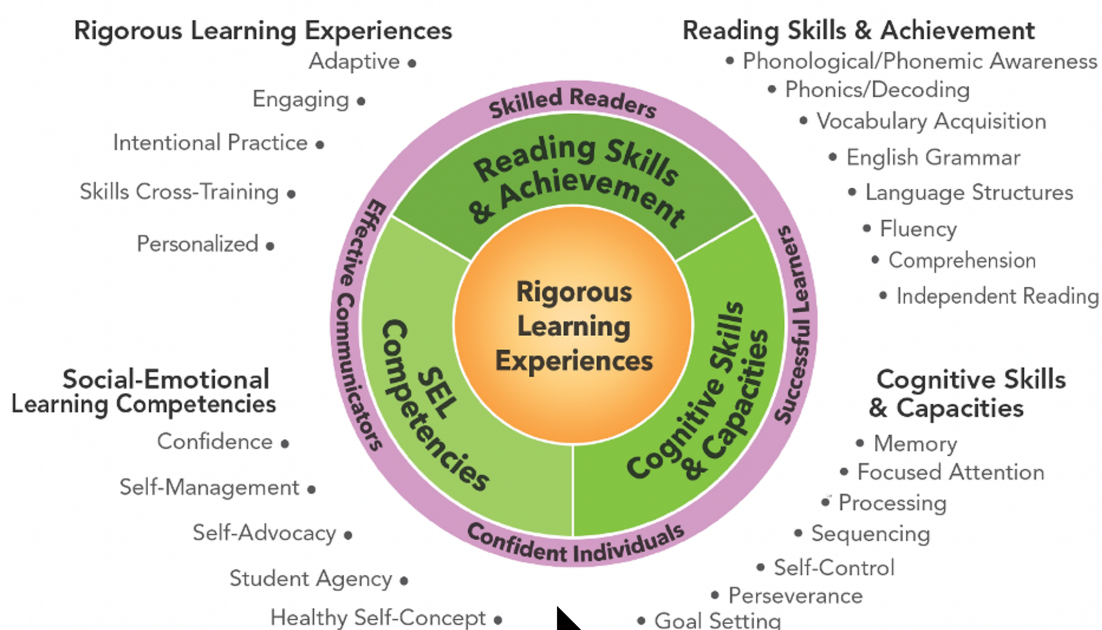 Rigorous Learning Experiences
Adaptive •
Engaging •
Intentional Practice •
Skills Cross-Training •
Personalized •
Reading Skills & Achievement
• Phonological/Phonemic Awareness
• Phonics/Decoding
• Vocabulary Acquisition
• English Grammar
• Language Structures
• Fluency
• Comprehension
• Independent Reading
Skilled Readers
Reading Skills
& Achievement
Effective Communicators
Successful Learners
Rigorous
Learning
Experiences
SEL
Competencies
Cognitive Skills
& Capacities
Confident Individuals
Social-Emotional
Learning Competencies
Confidence •
Self-Management •
Self-Advocacy •
Student Agency •
Healthy Self-Concept •
Cognitive Skills
& Capacities
• Memory
• Focused Attention
• Processing
• Sequencing
• Self-Control
• Perseverance
• Goal Setting